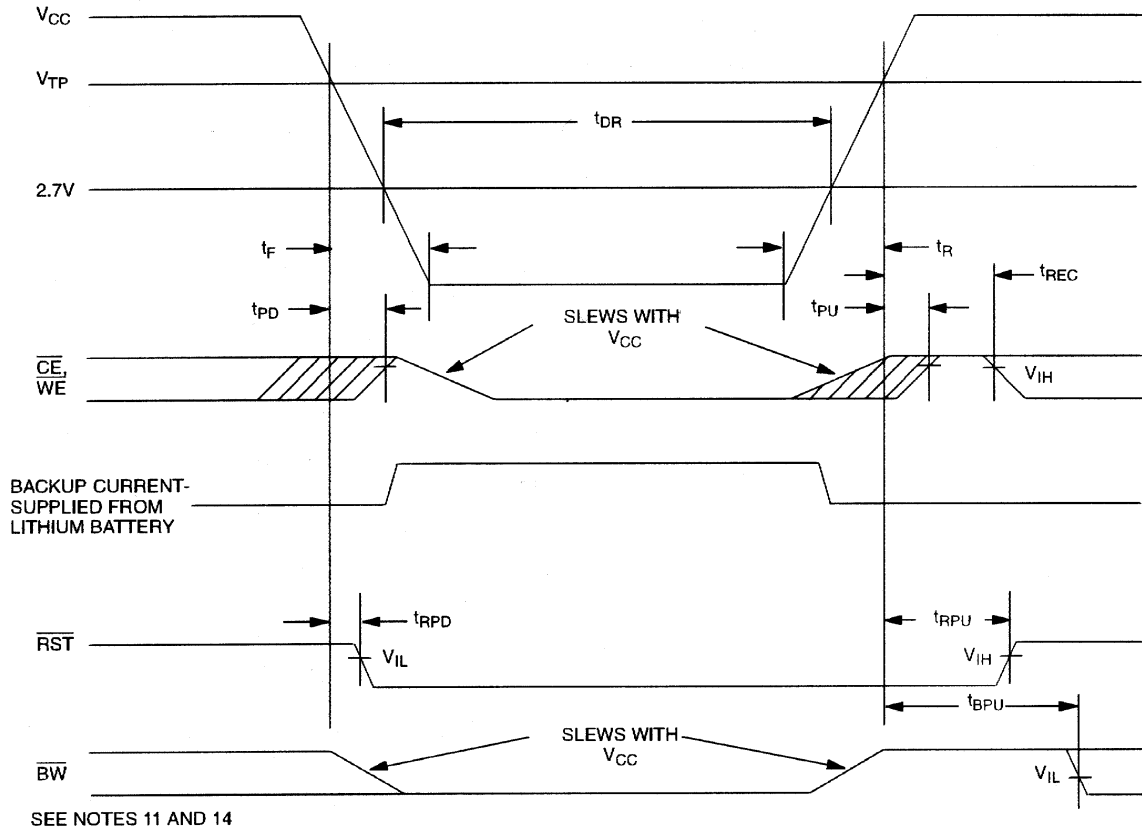 VCC
VTP
tDR
2.7V
tF
tR
tREC
tPD
tPU
SLEWS WITH
VCC
CE,
WE
VIH
BACKUP CURRENT-
SUPPLIED FROM
LITHIUM BATTERY
tRPD
tRPU
RST
VIL
VIH
tBPU
SLEWS WITH
VCC
BW
VIL
SEE NOTES 11 AND 14